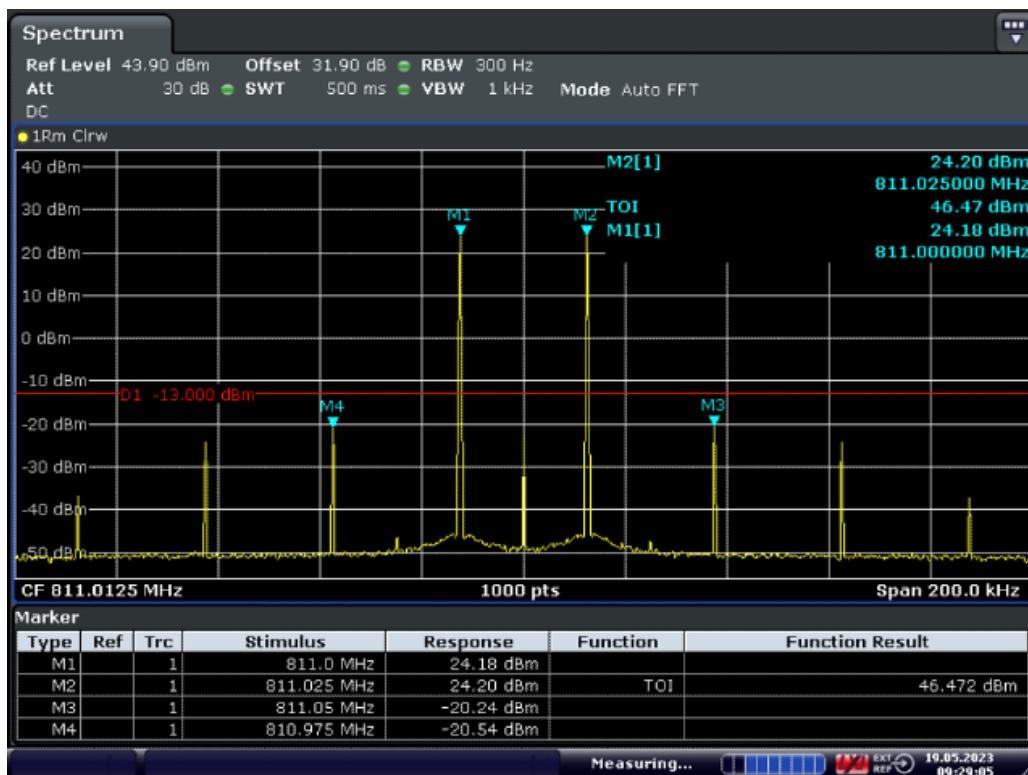 Spectrum
Ref Level 43.90 dBm Offset 31.90 dB RBW 300 Hz
Att 30 dB SWT 500 ms VBW 1 kHz Mode Auto FFT
DC
1Rm Clrw
40 dBm M2[1] 24.20 dBm
811.025000 MHz
30 dBm M1 M2 TOI 46.47 dBm
M1[1] 24.18 dBm
20 dBm 811.000000 MHz
10 dBm
0 dBm
-10 dBm
D1 -13.000 dBm
M4 M3
-20 dBm
-30 dBm
-40 dBm
-50 dBm
CF 811.0125 MHz 1000 pts Span 200.0 kHz
Marker
Type Ref Trc Stimulus Response Function Function Result
M1 1 811.0 MHz 24.18 dBm
M2 1 811.025 MHz 24.20 dBm TOI 46.472 dBm
M3 1 811.05 MHz -20.24 dBm
M4 1 810.975 MHz -20.54 dBm
Measuring... EXT REF 19.05.2023
09:29:05